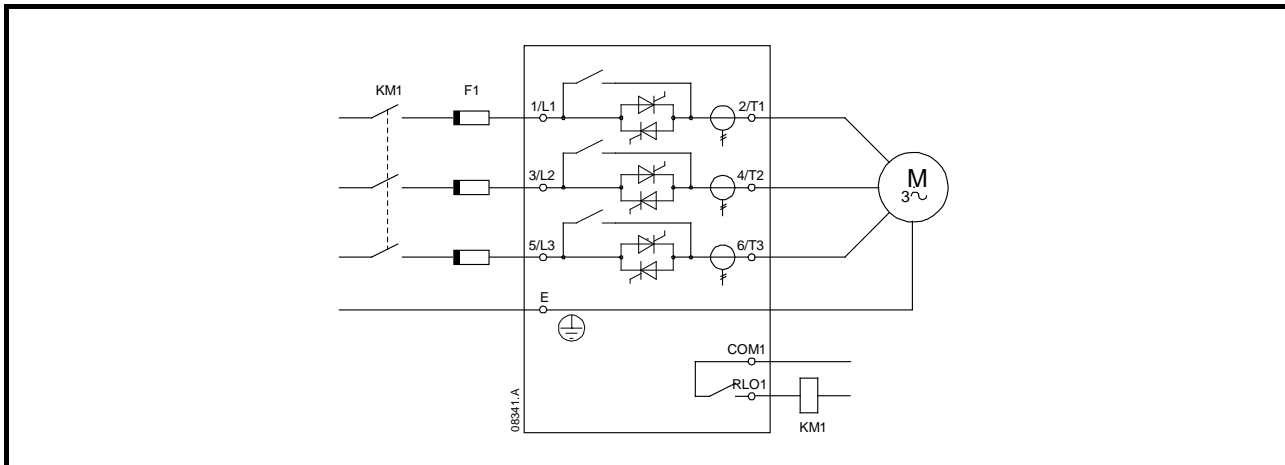 KM1
F1
1/L1
2/T1
3/L2
4/T2
M
3
5/L3
6/T3
E
COM1
RLO1
KM1
08341.A